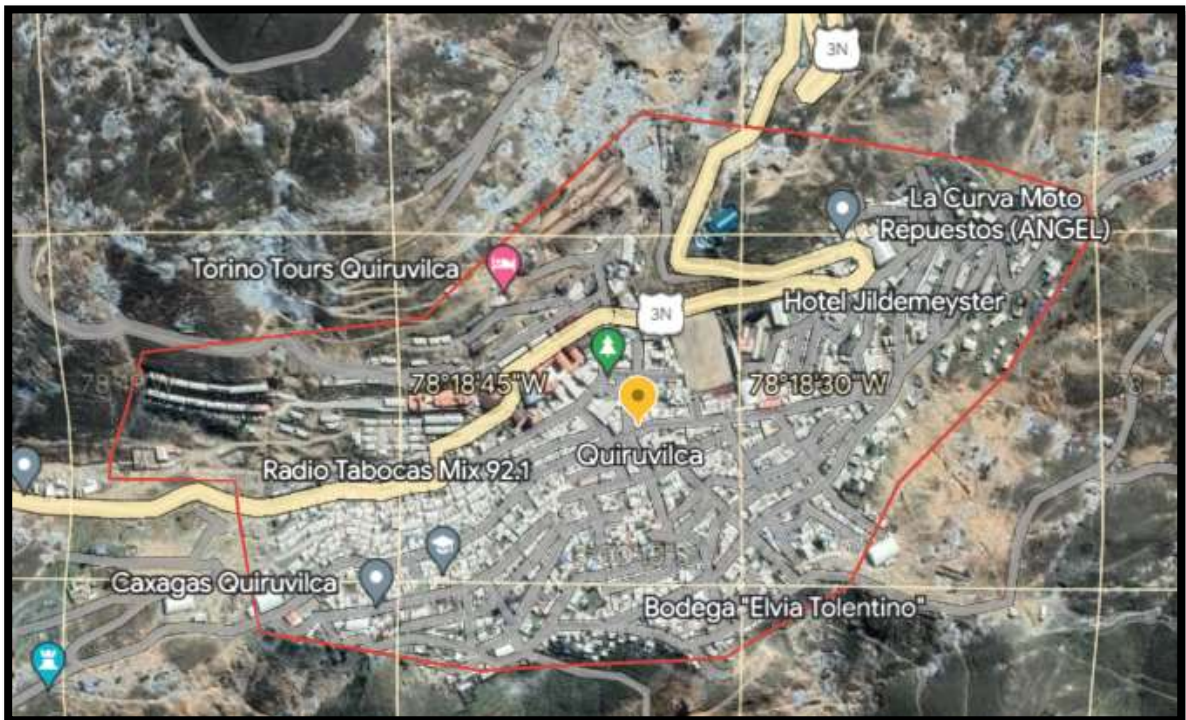 3N
La Curva Moto
Repuestos (ANGEL)
Torino Tours Quiruvilca
Hotel Jildemeyster
3N
78°18'45"W
78°18'30"W
Quiruvilca
Radio Tabocas Mix 92.1
Caxagas Quiruvilca
Bodega "Elvia Tolentino"